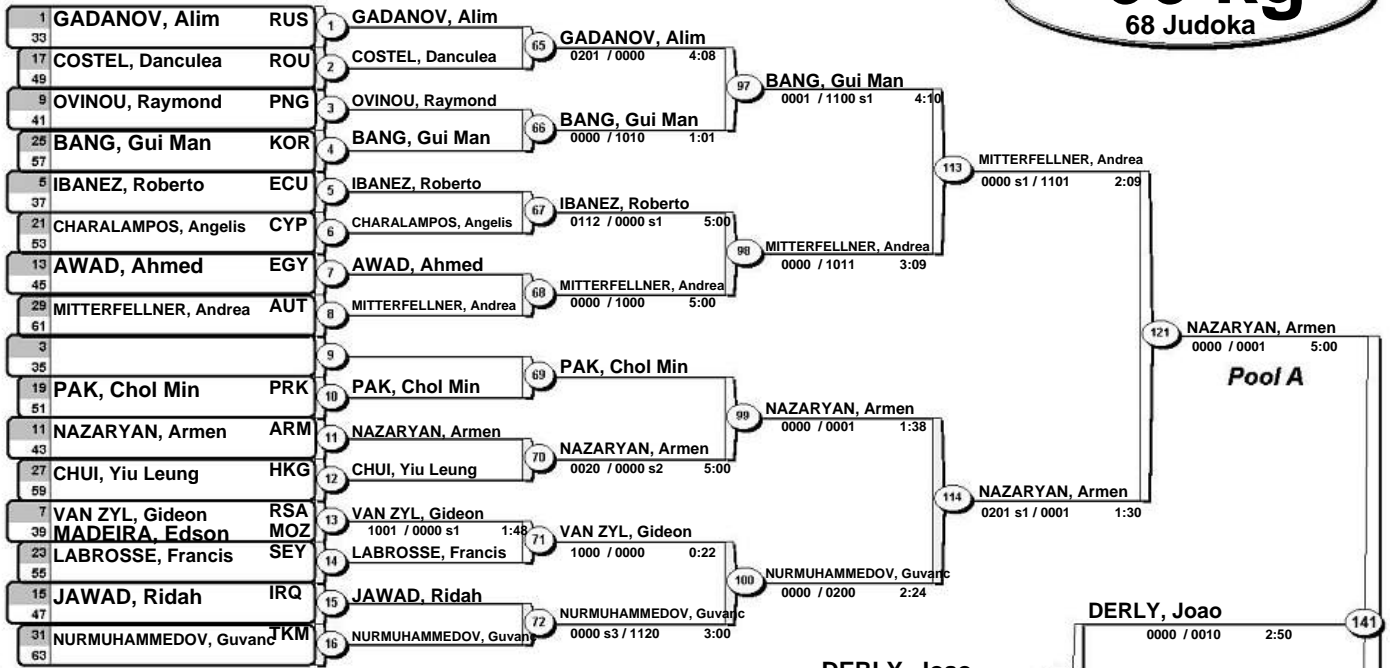 kg
68 Judoka
1 GADANOV, Alim RUS
33
17 COSTEL, Danculea ROU
49
9 OVINOU, Raymond PNG
41
25 BANG, Gui Man KOR
57
5 IBANEZ, Roberto ECU
37
21 CHARALAMPOS, Angelis CYP
53
13 AWAD, Ahmed EGY
45
29 MITTERFELLNER, Andrea AUT
61
3
35
19 PAK, Chol Min PRK
51
11 NAZARYAN, Armen ARM
43
27 CHUI, Yiu Leung HKG
59
7 VAN ZYL, Gideon RSA
39 MADEIRA, Edson MOZ
23 LABROSSE, Francis SEY
55
15 JAWAD, Ridah IRQ
47
31 NURMUHAMMEDOV, Guvanc TKM
63
1 GADANOV, Alim
2 COSTEL, Danculea
3 OVINOU, Raymond
4 BANG, Gui Man
5 IBANEZ, Roberto
6 CHARALAMPOS, Angelis
7 AWAD, Ahmed
8 MITTERFELLNER, Andrea
9
10 PAK, Chol Min
11 NAZARYAN, Armen
12 CHUI, Yiu Leung
13 VAN ZYL, Gideon
1001 / 0000 s1 1:48
14 LABROSSE, Francis
15 JAWAD, Ridah
16 NURMUHAMMEDOV, Guvanc
65 GADANOV, Alim
0201 / 0000 4:08
66 BANG, Gui Man
0000 / 1010 1:01
67 IBANEZ, Roberto
0112 / 0000 s1 5:00
68 MITTERFELLNER, Andrea
0000 / 1000 5:00
69 PAK, Chol Min
70 NAZARYAN, Armen
0020 / 0000 s2 5:00
71 VAN ZYL, Gideon
1000 / 0000 0:22
72 NURMUHAMMEDOV, Guvanc
0000 s3 / 1120 3:00
97 BANG, Gui Man
0001 / 1100 s1 4:10
98 MITTERFELLNER, Andrea
0000 / 1011 3:09
99 NAZARYAN, Armen
0000 / 0001 1:38
100 NURMUHAMMEDOV, Guvanc
0000 / 0200 2:24
113 MITTERFELLNER, Andrea
0000 s1 / 1101 2:09
114 NAZARYAN, Armen
0201 s1 / 0001 1:30
121 NAZARYAN, Armen
0000 / 0001 5:00
Pool A
DERLY, Joao
0000 / 0010 2:50
141